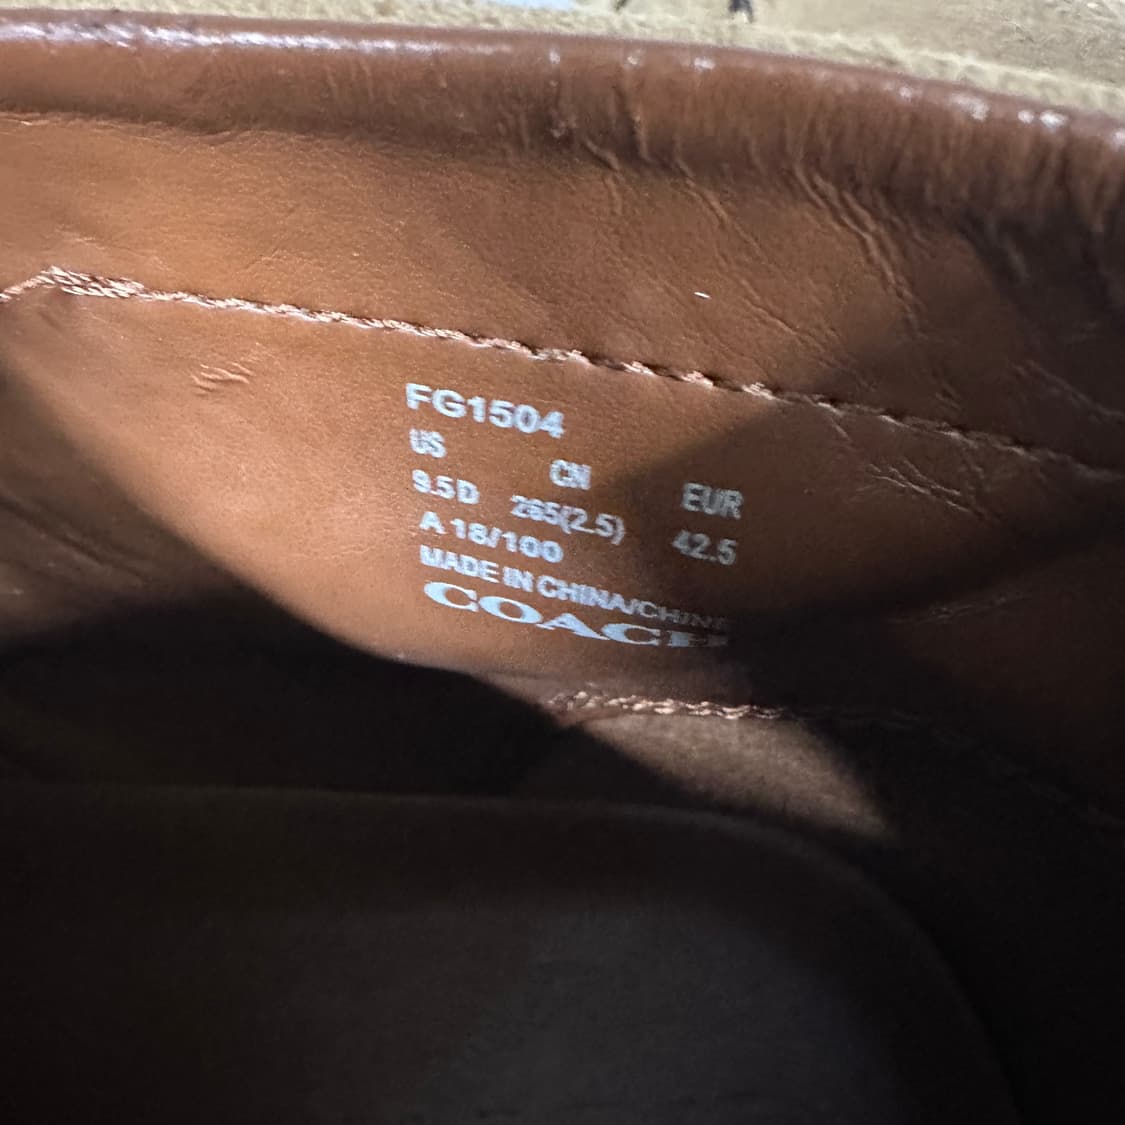 FG1504
US CN EUR
9.5D 265(2.5) 42.5
A 18/100
MADE IN CHINA/CHINE
COACH